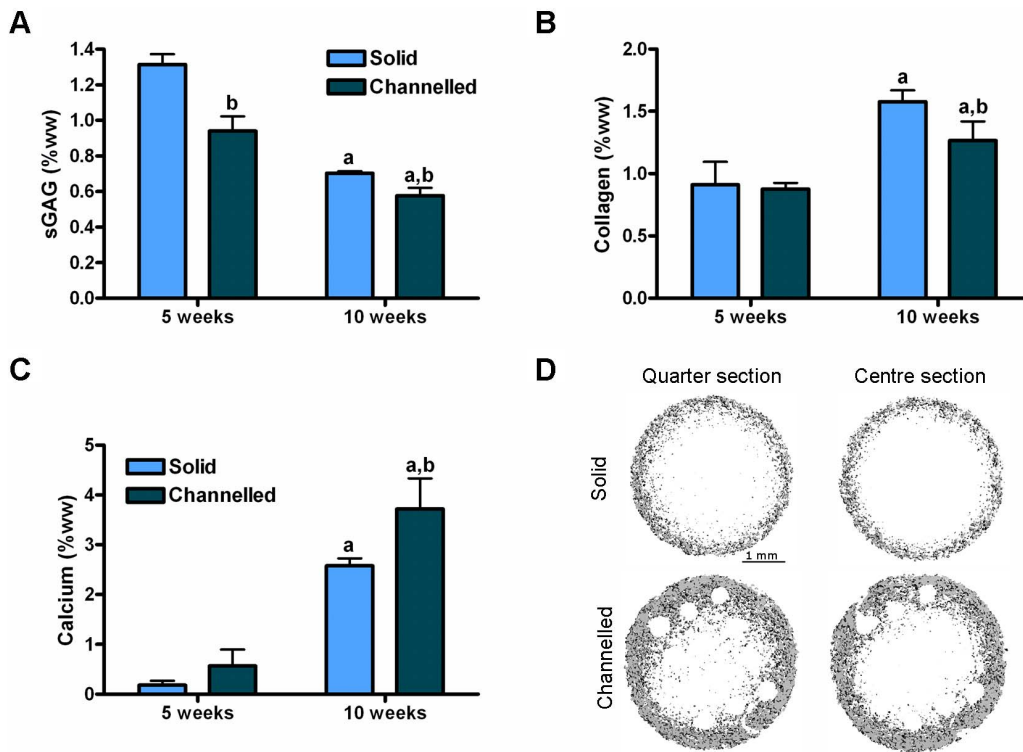 A
1.4
1.2
1.0
0.8
0.6
0.4
0.2
0.0
sGAG (%ww)
Solid
Channelled
b
a
a,b
5 weeks
10 weeks
B
2.0
1.5
1.0
0.5
0.0
Collagen (%ww)
a
a,b
5 weeks
10 weeks
C
5
4
3
2
1
0
Calcium (%ww)
Solid
Channelled
a
a,b
5 weeks
10 weeks
D
Quarter section
Centre section
Solid
1 mm
Channelled